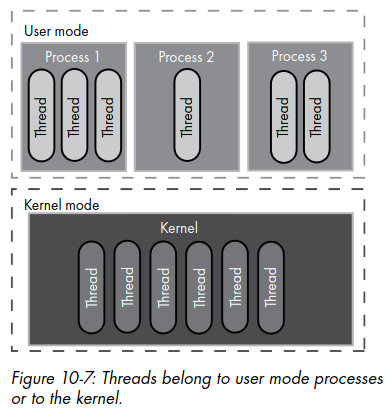 User mode
Process 1
Process 2
Process 3
Thread
Thread
Thread
Thread
Thread
Thread
Kernel mode
Kernel
Thread
Thread
Thread
Thread
Thread
Thread
Figure 10-7: Threads belong to user mode processes
or to the kernel.